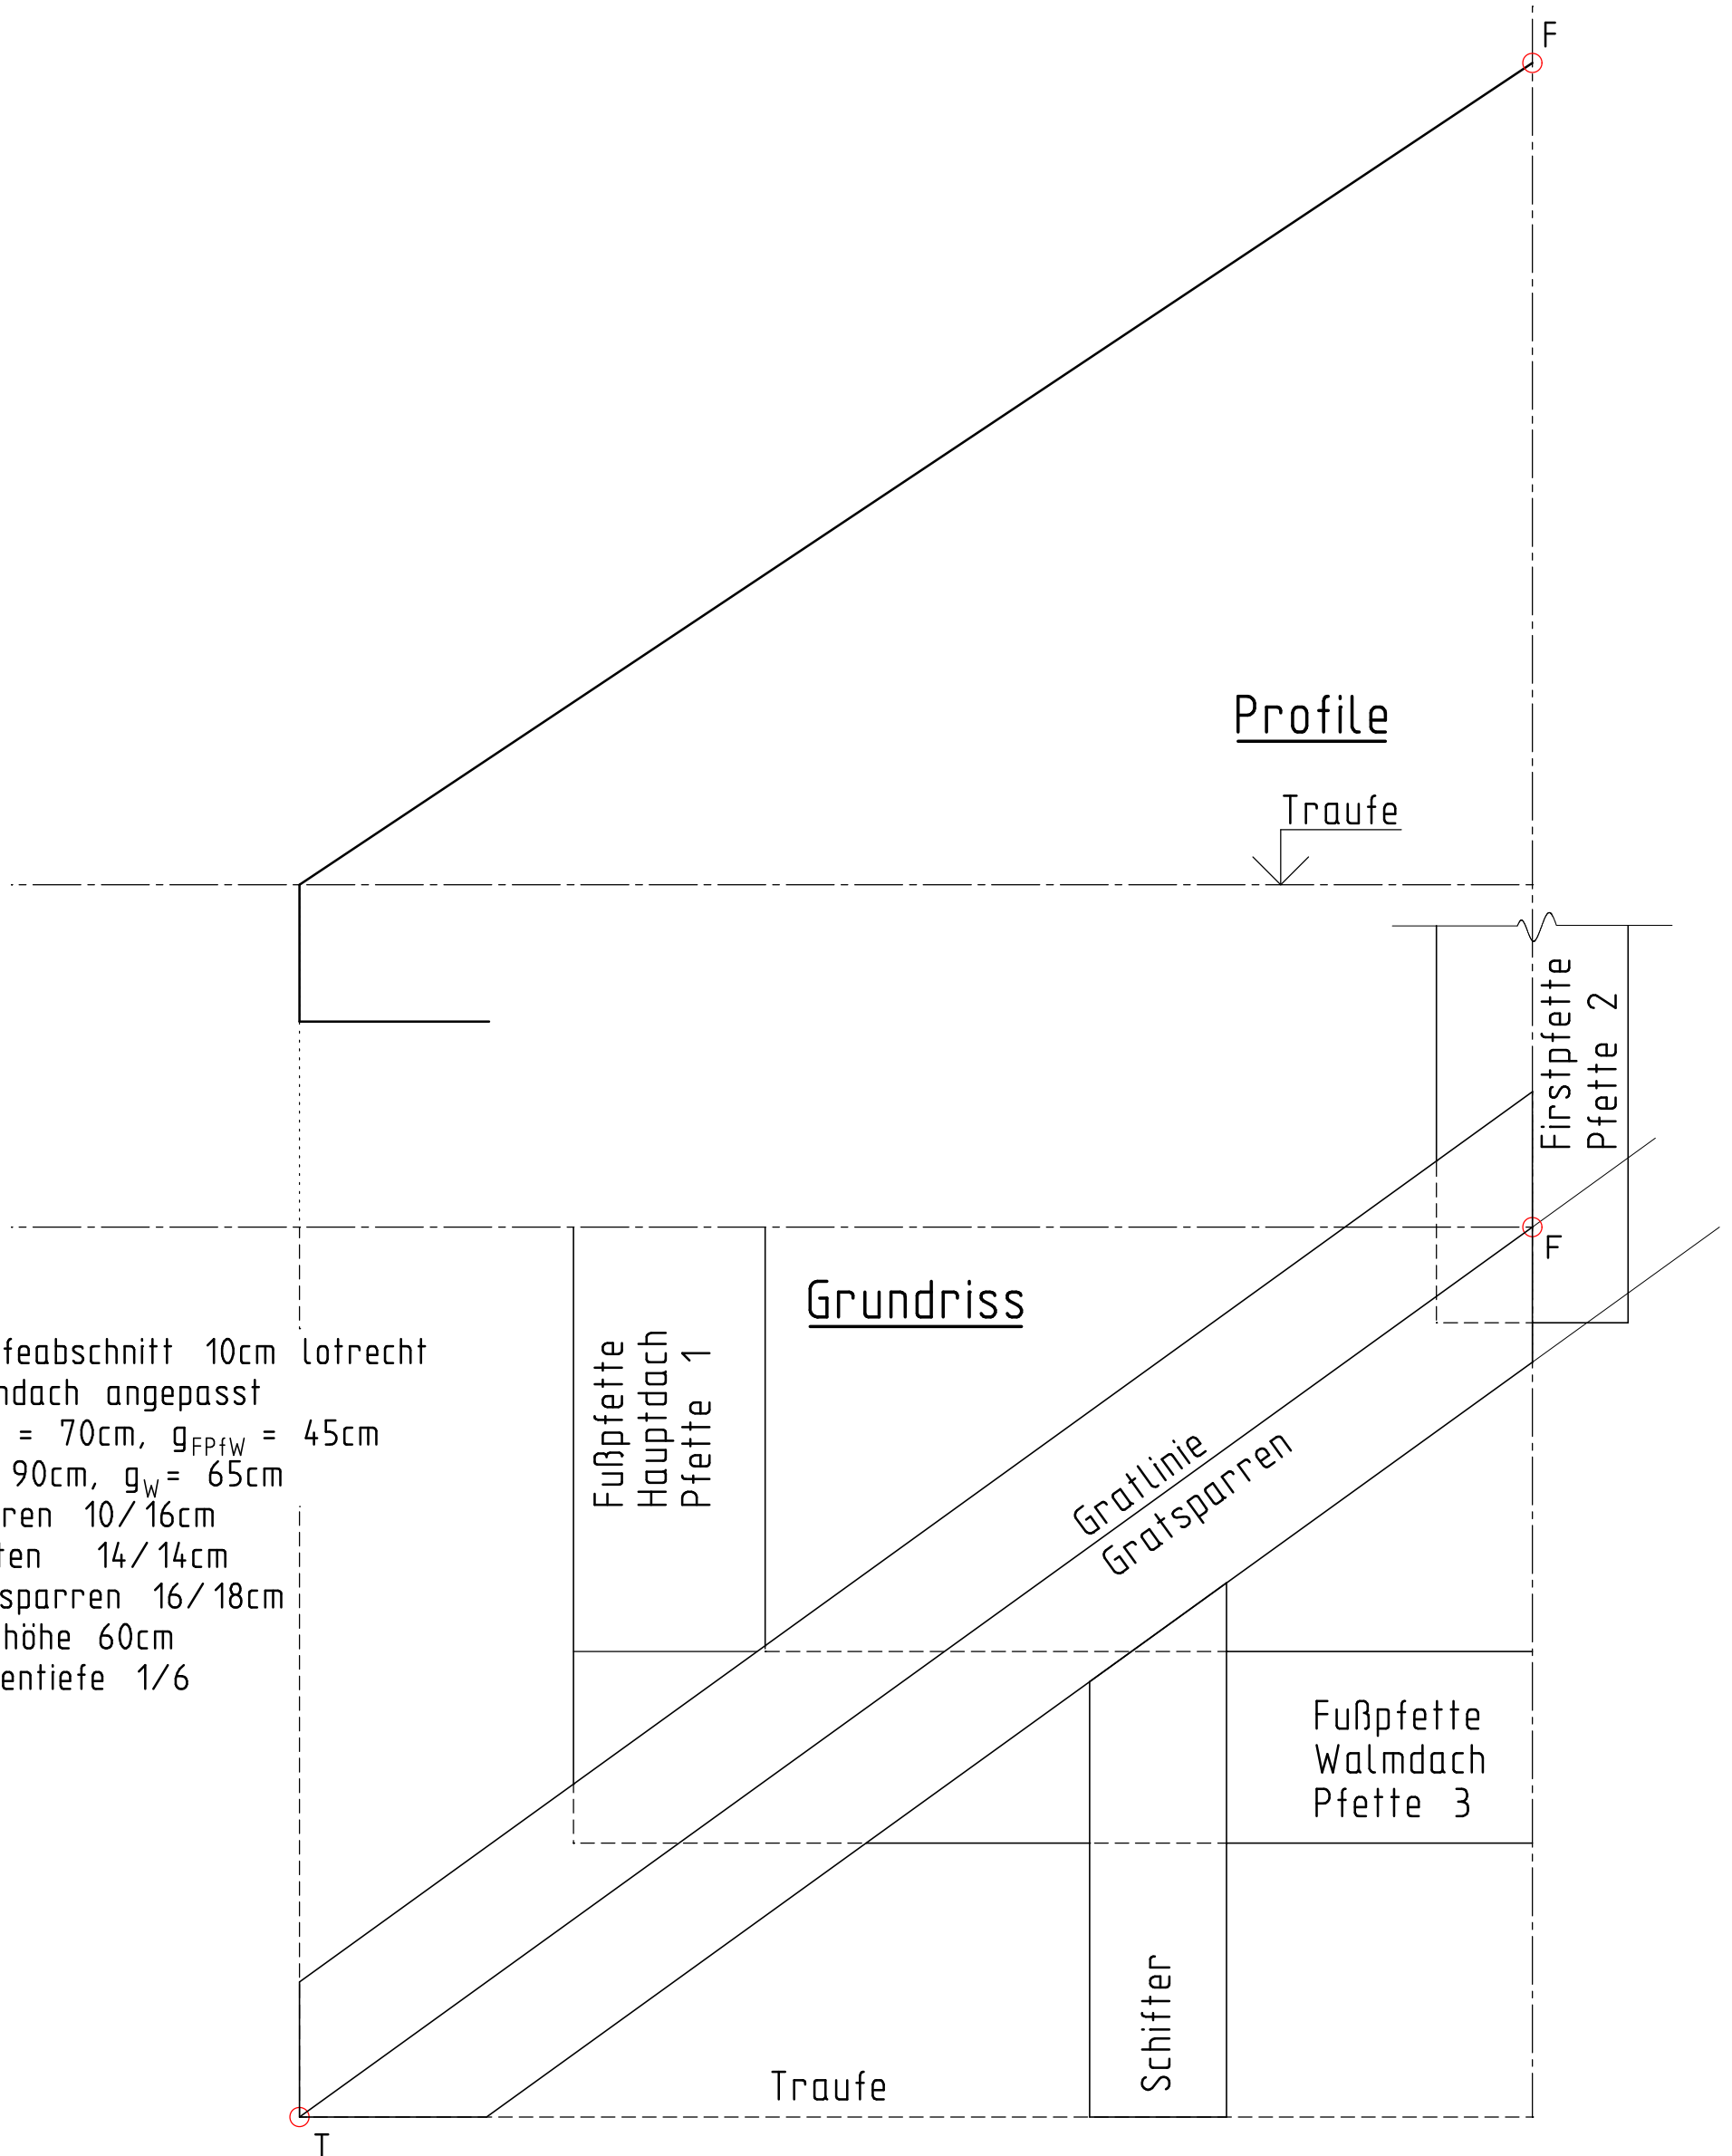 F
Profile
Traufe
Firstpfette
Pfette 2
F
Grundriss
Fußpfette
Hauptdach
Pfette 1
feabschnitt 10cm lotrecht
ndach angepasst
= 70cm, gFPfW = 45cm
90cm, gW= 65cm
ren 10/16cm
ten 14/14cm
sparren 16/18cm
höhe 60cm
entiefe 1/6
Gratlinie
Gratsparren
Fußpfette
Walmdach
Pfette 3
Schifter
Traufe
T